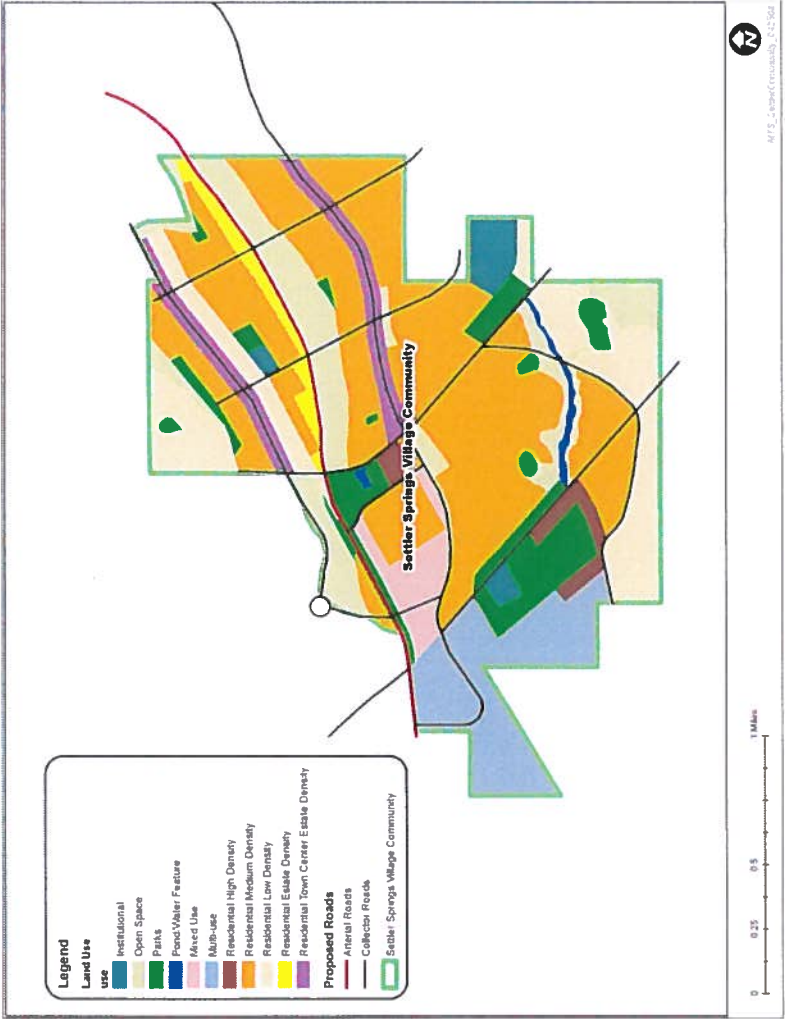 Legend
Land Use
use
Institutional
Open Space
Parks
Pond/Water Feature
Mixed Use
Multi-use
Residential High Density
Residential Medium Density
Residential Low Density
Residential Estate Density
Residential Town Center Estate Density
Proposed Roads
Arterial Roads
Collector Roads
Settler Springs Village Community
Settler Springs Village Community
0 0.25 0.5 1 Miles
N